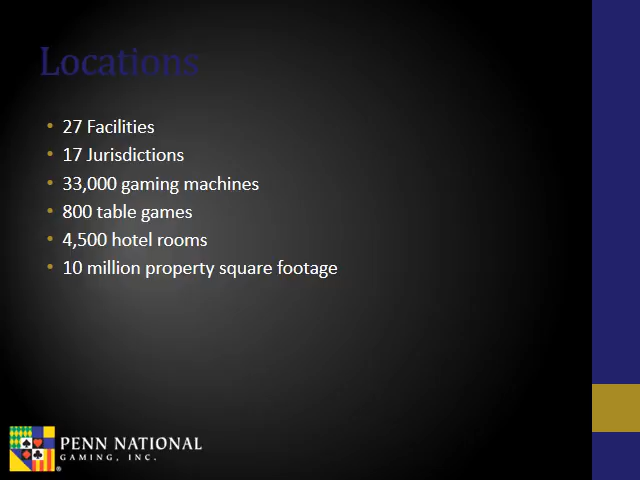 Locations
• 27 Facilities
• 17 Jurisdictions
• 33,000 gaming machines
• 800 table games
• 4,500 hotel rooms
• 10 million property square footage
PENN NATIONAL
GAMING, INC.
®